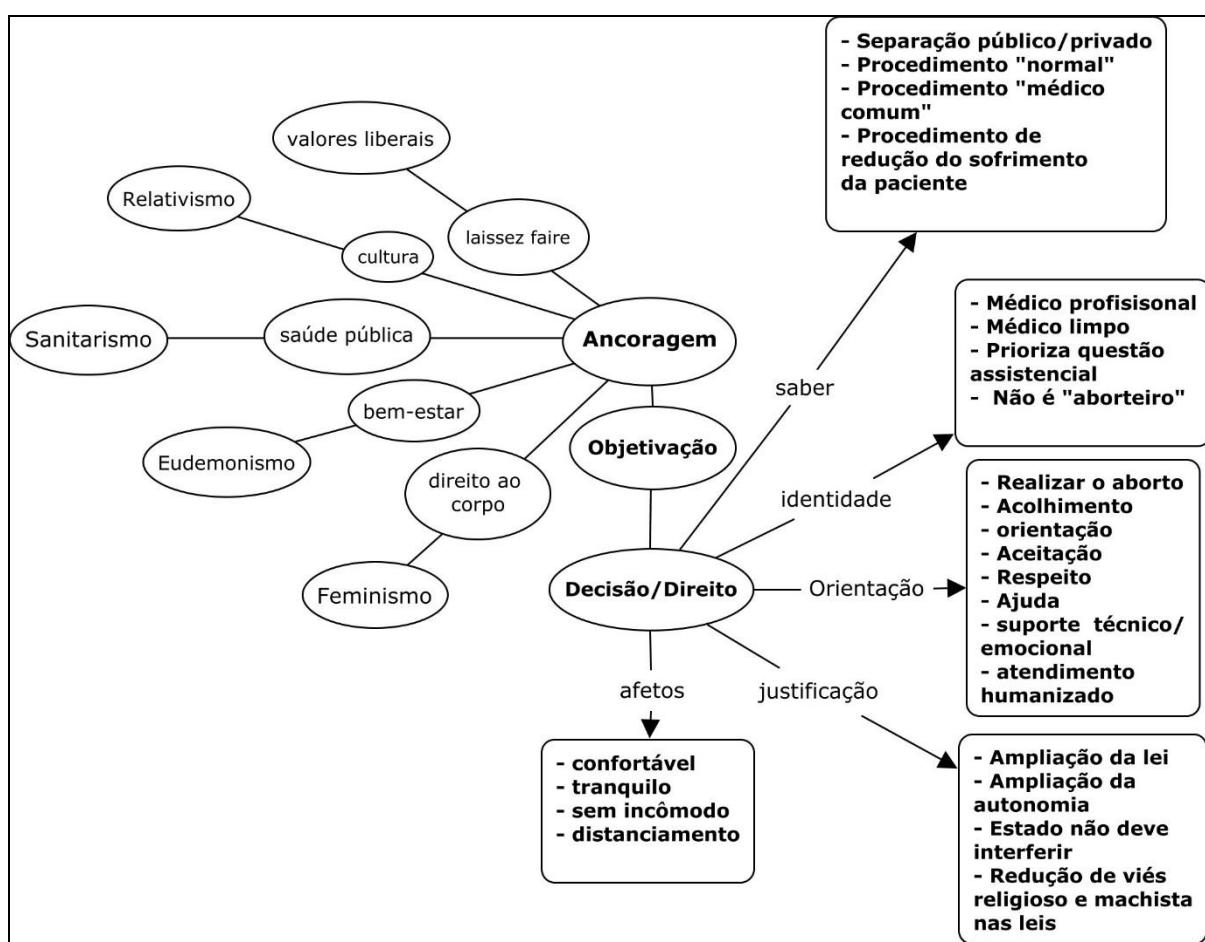 - Separação público/privado
- Procedimento "normal"
- Procedimento "médico
comum"
- Procedimento de
redução do sofrimento
da paciente
valores liberais
Relativismo
laissez faire
cultura
Sanitarismo
saúde pública
Ancoragem
bem-estar
Eudemonismo
direito ao
corpo
Feminismo
Objetivação
Decisão/Direito
saber
identidade
- Médico profisisonal
- Médico limpo
- Prioriza questão
assistencial
- Não é "aborteiro"
Orientação
- Realizar o aborto
- Acolhimento
- orientação
- Aceitação
- Respeito
- Ajuda
- suporte técnico/
emocional
- atendimento
humanizado
afetos
- confortável
- tranquilo
- sem incômodo
- distanciamento
justificação
- Ampliação da lei
- Ampliação da
autonomia
- Estado não deve
interferir
- Redução de viés
religioso e machista
nas leis